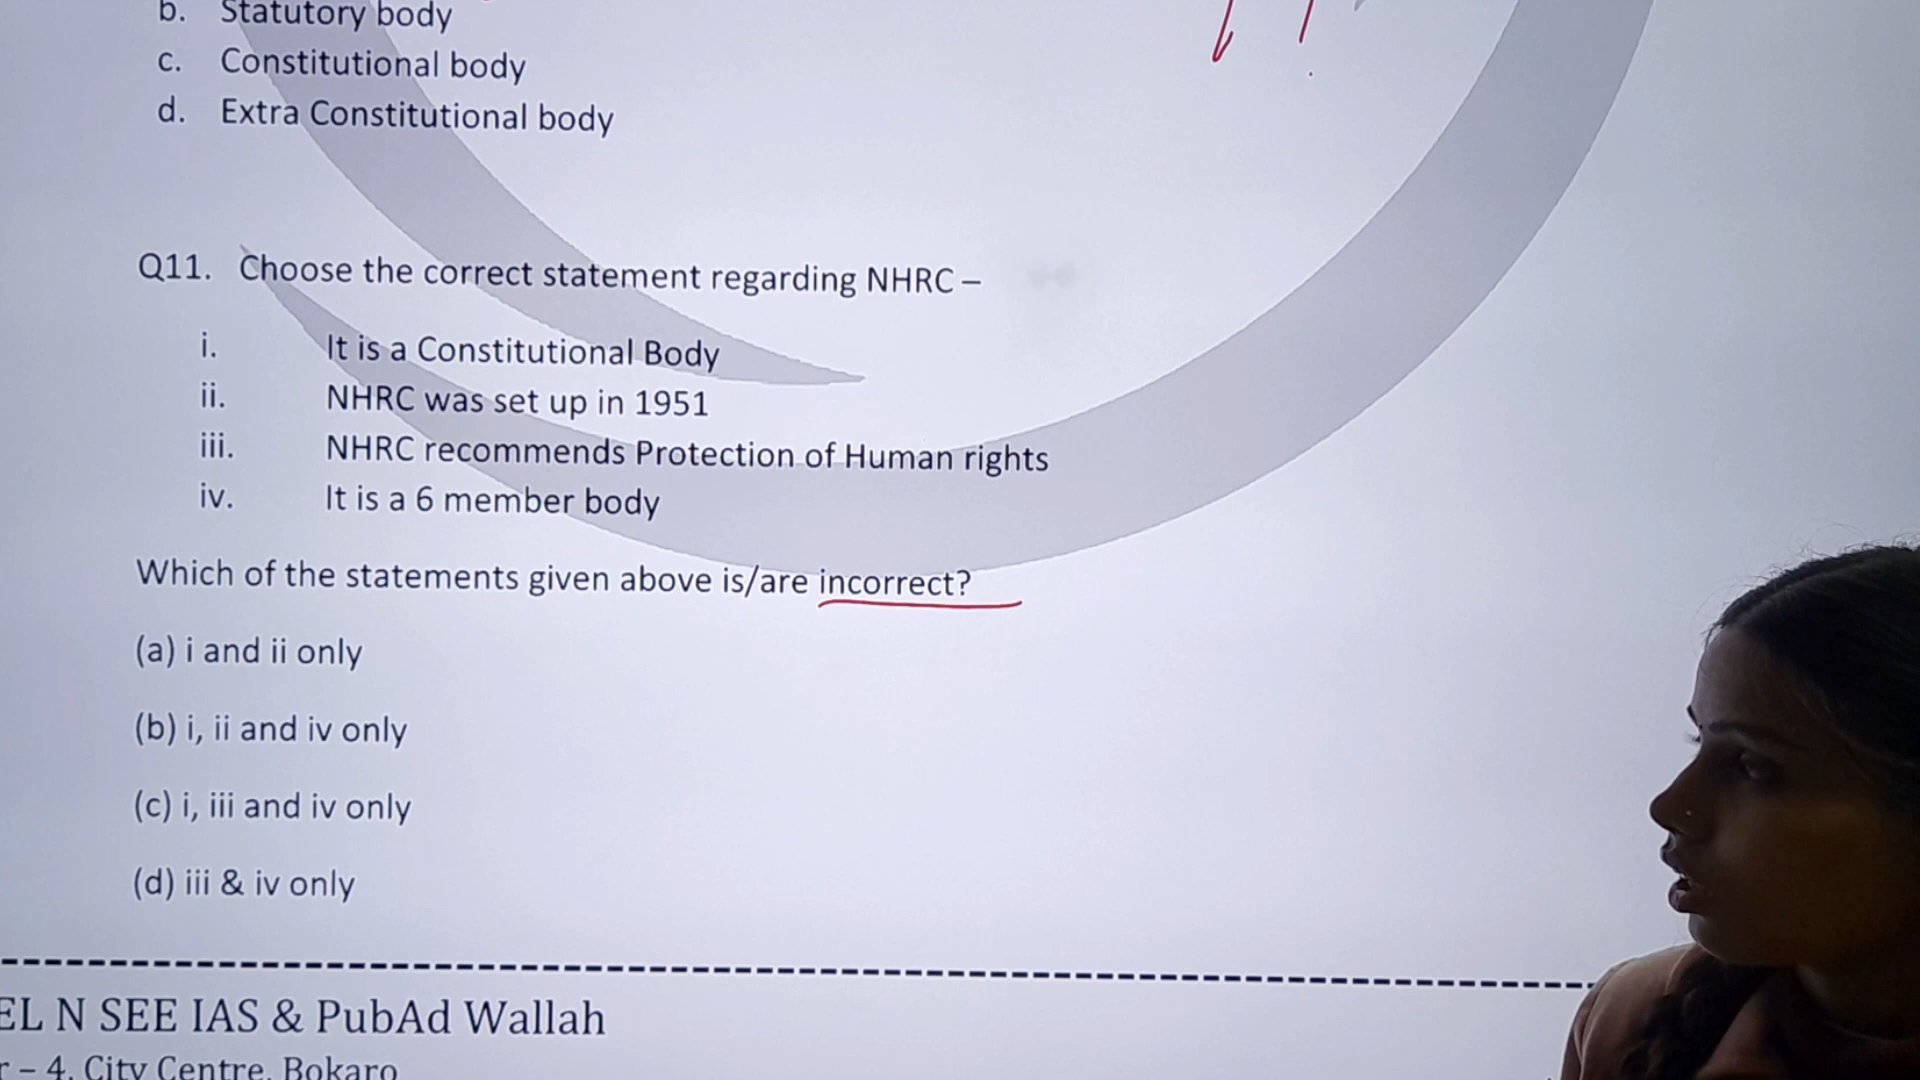 b. Statutory body
c. Constitutional body
d. Extra Constitutional body
Q11. Choose the correct statement regarding NHRC –
i. It is a Constitutional Body
ii. NHRC was set up in 1951
iii. NHRC recommends Protection of Human rights
iv. It is a 6 member body
Which of the statements given above is/are incorrect?
(a) i and ii only
(b) i, ii and iv only
(c) i, iii and iv only
(d) iii & iv only
EL N SEE IAS & PubAd Wallah
– 4, City Centre, Bokaro